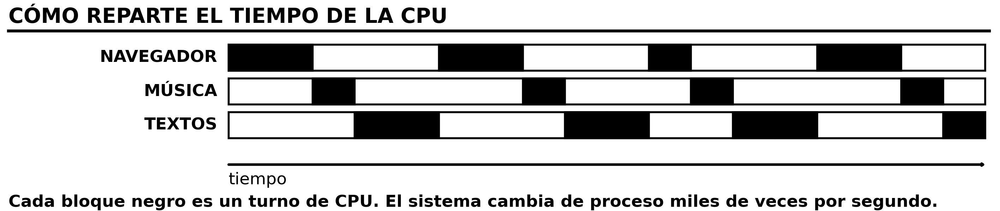 CÓMO REPARTE EL TIEMPO DE LA CPU
NAVEGADOR
MÚSICA
TEXTOS
tiempo
Cada bloque negro es un turno de CPU. El sistema cambia de proceso miles de veces por segundo.